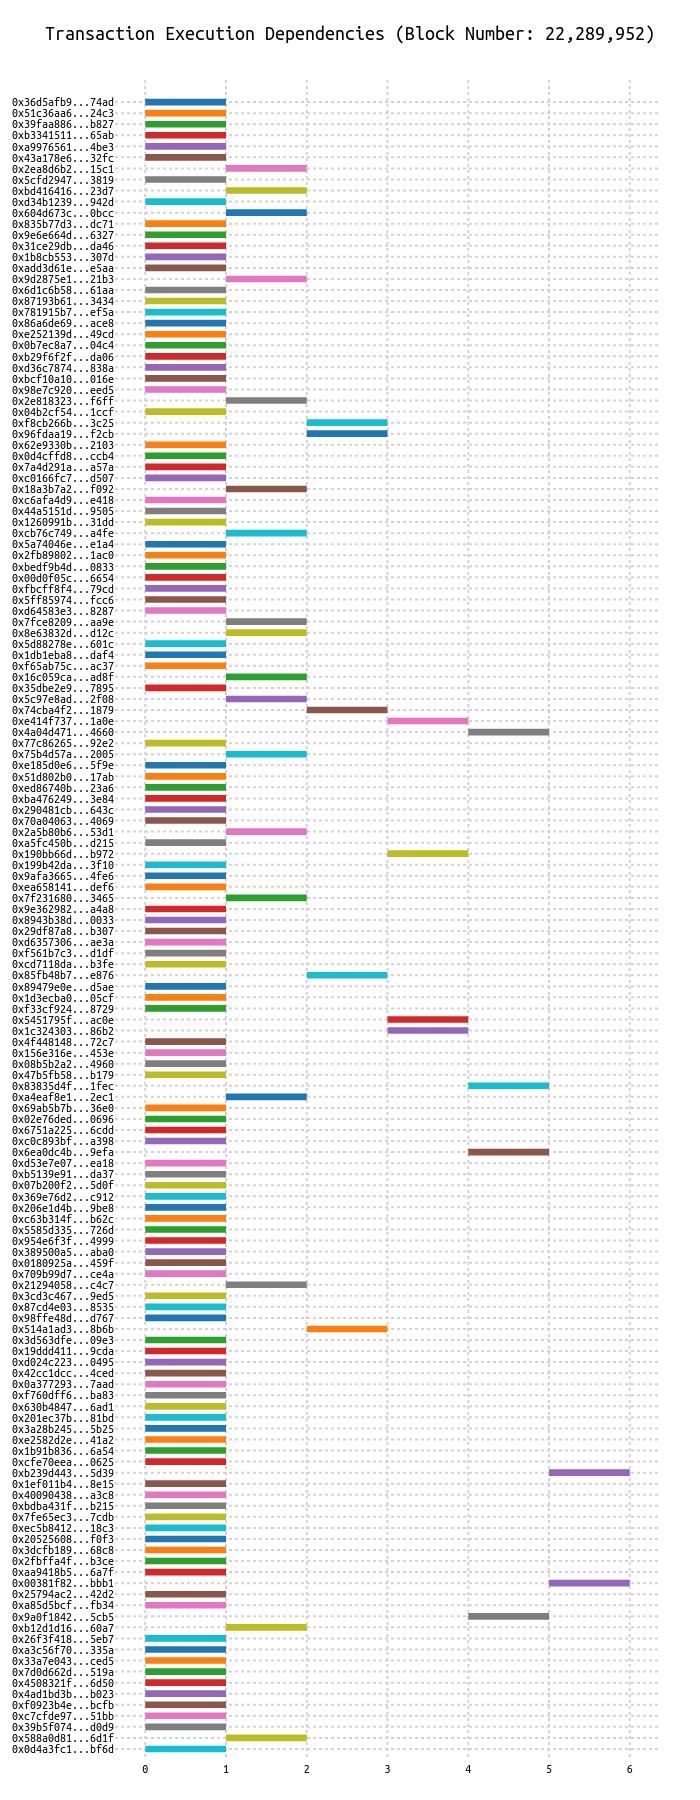 Transaction Execution Dependencies (Block Number: 22,289,952)
0x36d5afb9...74ad
0x51c36aa6...24c3
0x39faa886...b827
0xb3341511...65ab
0xa9976561...4be3
0x43a178e6...32fc
0x2ea8d6b2...15c1
0x5cfd2947...3819
0xbd416416...23d7
0xd34b1239...942d
0x604d673c...0bcc
0x835b77d3...dc71
0x9e6e664d...6327
0x31ce29db...da46
0x1b8cb553...307d
0xadd3d61e...e5aa
0x9d2875e1...21b3
0x6d1c6b58...61aa
0x87193b61...3434
0x781915b7...ef5a
0x86a6de69...ace8
0xe252139d...49cd
0x0b7ec8a7...04c4
0xb29f6f2f...da06
0xd36c7874...838a
0xbcf10a10...016e
0x98e7c920...eed5
0x2e818323...f6ff
0x04b2cf54...1ccf
0xf8cb266b...3c25
0x96fdaa19...f2cb
0x62e9330b...2103
0x0d4cffd8...ccb4
0x7a4d291a...a57a
0xc0166fc7...d507
0x18a3b7a2...f092
0xc6afa4d9...e418
0x44a5151d...9505
0x1260991b...31dd
0xcb76c749...a4fe
0x5a74046e...e1a4
0x2fb89802...1ac0
0xbedf9b4d...0833
0x00d0f05c...6654
0xfbcff8f4...79cd
0x5ff85974...fcc6
0xd64583e3...8287
0x7fce8209...aa9e
0x8e63832d...d12c
0x5d88278e...601c
0x1db1eba8...daf4
0xf65ab75c...ac37
0x16c059ca...ad8f
0x35dbe2e9...7895
0x5c97e8ad...2f08
0x74cba4f2...1879
0xe414f737...1a0e
0x4a04d471...4660
0x77c86265...92e2
0x75b4d57a...2005
0xe185d0e6...5f9e
0x51d802b0...17ab
0xed86740b...23a6
0xba476249...3e84
0x290481cb...643c
0x70a04063...4069
0x2a5b80b6...53d1
0xa5fc450b...d215
0x190bb66d...b972
0x199b42da...3f10
0x9afa3665...4fe6
0xea658141...def6
0x7f231680...3465
0x9e362982...a4a8
0x8943b38d...0033
0x29df87a8...b307
0xd6357306...ae3a
0xf561b7c3...d1df
0xcd7118da...b3fe
0x85fb48b7...e876
0x89479e0e...d5ae
0x1d3ecba0...05cf
0xf33cf924...8729
0x5451795f...ac0e
0x1c324303...86b2
0x4f448148...72c7
0x156e316e...453e
0x08b5b2a2...4960
0x47b5fb58...b179
0x83835d4f...1fec
0xa4eaf8e1...2ec1
0x69ab5b7b...36e0
0x02e76ded...0696
0x6751a225...6cdd
0xc0c893bf...a398
0x6ea0dc4b...9efa
0xd53e7e07...ea18
0xb5139e91...da37
0x07b200f2...5d0f
0x369e76d2...c912
0x206e1d4b...9be8
0xc63b314f...b62c
0x5585d335...726d
0x954e6f3f...4999
0x389500a5...aba0
0x0180925a...459f
0x709b99d7...ce4a
0x21294058...c4c7
0x3cd3c467...9ed5
0x87cd4e03...8535
0x98ffe48d...d767
0x514a1ad3...8b6b
0x3d563dfe...09e3
0x19ddd411...9cda
0xd024c223...0495
0x42cc1dcc...4ced
0x0a377293...7aad
0xf760dff6...ba83
0x630b4847...6ad1
0x201ec37b...81bd
0x3a28b245...5b25
0xe2582d2e...41a2
0x1b91b836...6a54
0xcfe70eea...0625
0xb239d443...5d39
0x1ef011b4...8e15
0x40090438...a3c8
0xbdba431f...b215
0x7fe65ec3...7cdb
0xec5b8412...18c3
0x20525608...f0f3
0x3dcfb189...68c8
0x2fbffa4f...b3ce
0xaa9418b5...6a7f
0x00381f82...bbb1
0x25794ac2...42d2
0xa85d5bcf...fb34
0x9a0f1842...5cb5
0xb12d1d16...60a7
0x26f3f418...5eb7
0xa3c56f70...335a
0x33a7e043...ced5
0x7d0d662d...519a
0x4508321f...6d50
0x4ad1bd3b...b023
0xf0923b4e...bcfb
0xc7cfde97...51bb
0x39b5f074...d0d9
0x588a0d81...6d1f
0x0d4a3fc1...bf6d
0 1 2 3 4 5 6